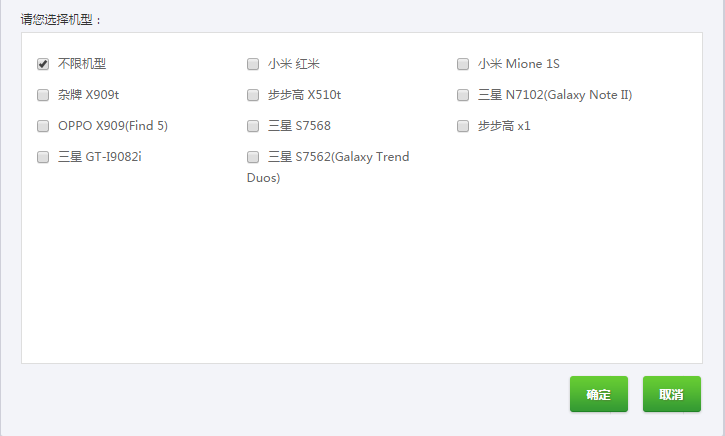 请您选择机型：
不限机型 小米 红米 小米 Mione 1S
杂牌 X909t 步步高 X510t 三星 N7102(Galaxy Note II)
OPPO X909(Find 5) 三星 S7568 步步高 x1
三星 GT-I9082i 三星 S7562(Galaxy Trend
Duos)
确定 取消